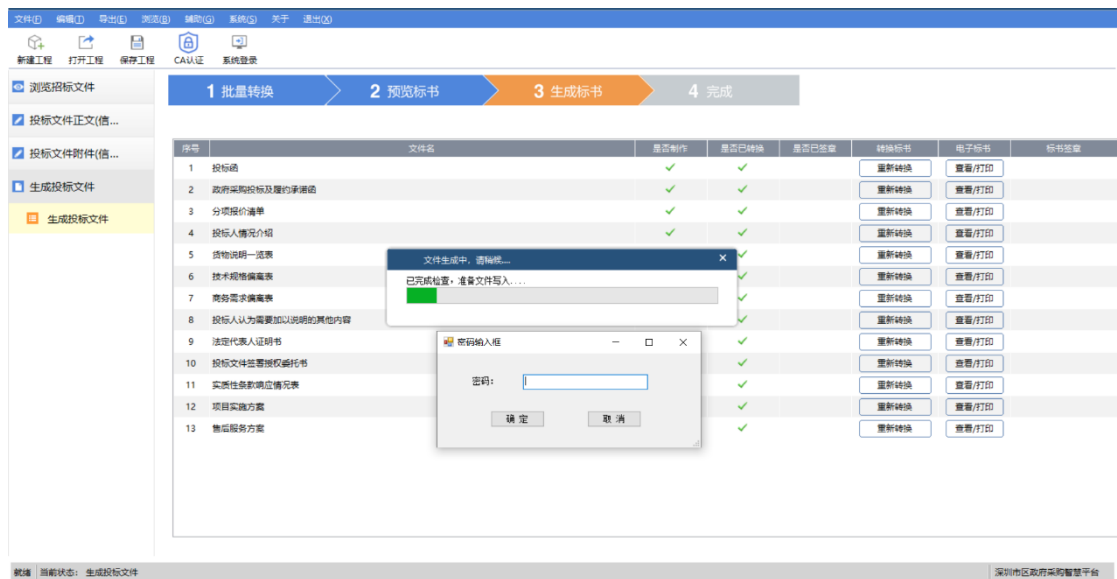 文件(F) 编辑(T) 导出(E) 浏览(B) 辅助(G) 系统(S) 关于 退出(X)
新建工程 打开工程 保存工程 CA认证 系统登录
浏览招标文件
投标文件正文(信...
投标文件附件(信...
生成投标文件
生成投标文件
1 批量转换 2 预览标书 3 生成标书 4 完成
序号 文件名 是否制作 是否已转换 是否已签章 转换标书 电子标书 标书签章
1 投标函 重新转换 查看/打印
2 政府采购投标及履约承诺函 重新转换 查看/打印
3 分项报价清单 重新转换 查看/打印
4 投标人情况介绍 重新转换 查看/打印
5 货物说明一览表 重新转换 查看/打印
6 技术规格偏离表 重新转换 查看/打印
7 商务需求偏离表 重新转换 查看/打印
8 投标人认为需要加以说明的其他内容 重新转换 查看/打印
9 法定代表人证明书 重新转换 查看/打印
10 投标文件签署授权委托书 重新转换 查看/打印
11 实质性条款响应情况表 重新转换 查看/打印
12 项目实施方案 重新转换 查看/打印
13 售后服务方案 重新转换 查看/打印
文件生成中，请稍候....
已完成检查，准备文件写入....
密码输入框
密码：
确定 取消
就绪 当前状态： 生成投标文件 深圳市区政府采购智慧平台